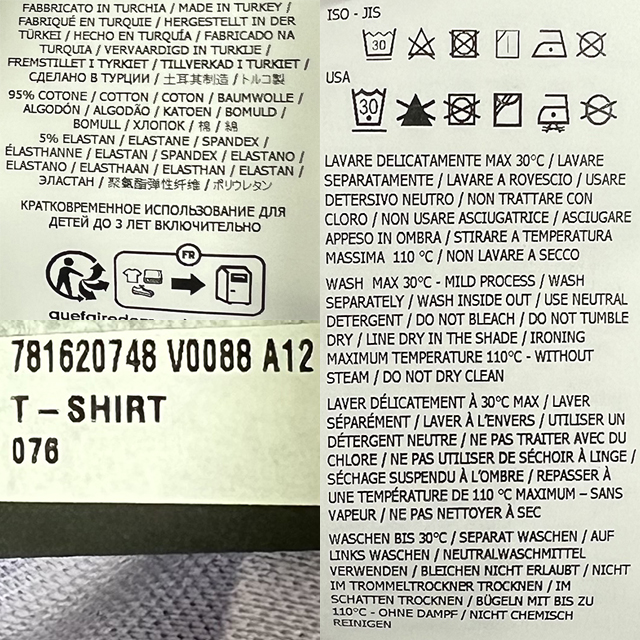 FABBRICATO IN TURCHIA / MADE IN TURKEY /
FABRIQUÉ EN TURQUIE / HERGESTELLT IN DER
TÜRKEI / HECHO EN TURQUÍA / FABRICADO NA
TURQUIA / VERVAARDIGD IN TURKIJE /
FREMSTILLET I TYRKIET / TILLVERKAD I TURKIET /
СДЕЛАНО В ТУРЦИИ / 土耳其制造 / トルコ製
95% COTONE / COTTON / COTON / BAUMWOLLE /
ALGODÓN / ALGODÃO / KATOEN / BOMULD /
BOMULL / ХЛОПОК / 棉 / 綿
5% ELASTAN / ELASTANE / SPANDEX /
ÉLASTHANNE / ELASTAN / SPANDEX / ELASTANO /
ELASTANO / ELASTHAAN / ELASTHAN / ELASTAN /
ЭЛАСТАН / 聚氨酯弹性纤维 / ポリウレタン
КРАТКОВРЕМЕННОЕ ИСПОЛЬЗОВАНИЕ ДЛЯ
ДЕТЕЙ ДО 3 ЛЕТ ВКЛЮЧИТЕЛЬНО
FR
781620748 V0088 A12
T-SHIRT
076
ISO - JIS
30
USA
30
LAVARE DELICATAMENTE MAX 30°C / LAVARE
SEPARATAMENTE / LAVARE A ROVESCIO / USARE
DETERSIVO NEUTRO / NON TRATTARE CON
CLORO / NON USARE ASCIUGATRICE / ASCIUGARE
APPESO IN OMBRA / STIRARE A TEMPERATURA
MASSIMA 110 °C / NON LAVARE A SECCO
WASH MAX 30°C - MILD PROCESS / WASH
SEPARATELY / WASH INSIDE OUT / USE NEUTRAL
DETERGENT / DO NOT BLEACH / DO NOT TUMBLE
DRY / LINE DRY IN THE SHADE / IRONING
MAXIMUM TEMPERATURE 110°C - WITHOUT
STEAM / DO NOT DRY CLEAN
LAVER DÉLICATEMENT À 30°C MAX / LAVER
SÉPARÉMENT / LAVER À L'ENVERS / UTILISER UN
DÉTERGENT NEUTRE / NE PAS TRAITER AVEC DU
CHLORE / NE PAS UTILISER DE SÉCHOIR À LINGE /
SÉCHAGE SUSPENDU À L'OMBRE / REPASSER À
UNE TEMPÉRATURE DE 110 °C MAXIMUM – SANS
VAPEUR / NE PAS NETTOYER À SEC
WASCHEN BIS 30°C / SEPARAT WASCHEN / AUF
LINKS WASCHEN / NEUTRALWASCHMITTEL
VERWENDEN / BLEICHEN NICHT ERLAUBT / NICHT
IM TROMMELTROCKNER TROCKNEN / IM
SCHATTEN TROCKNEN / BÜGELN MIT BIS ZU
110°C - OHNE DAMPF / NICHT CHEMISCH
REINIGEN